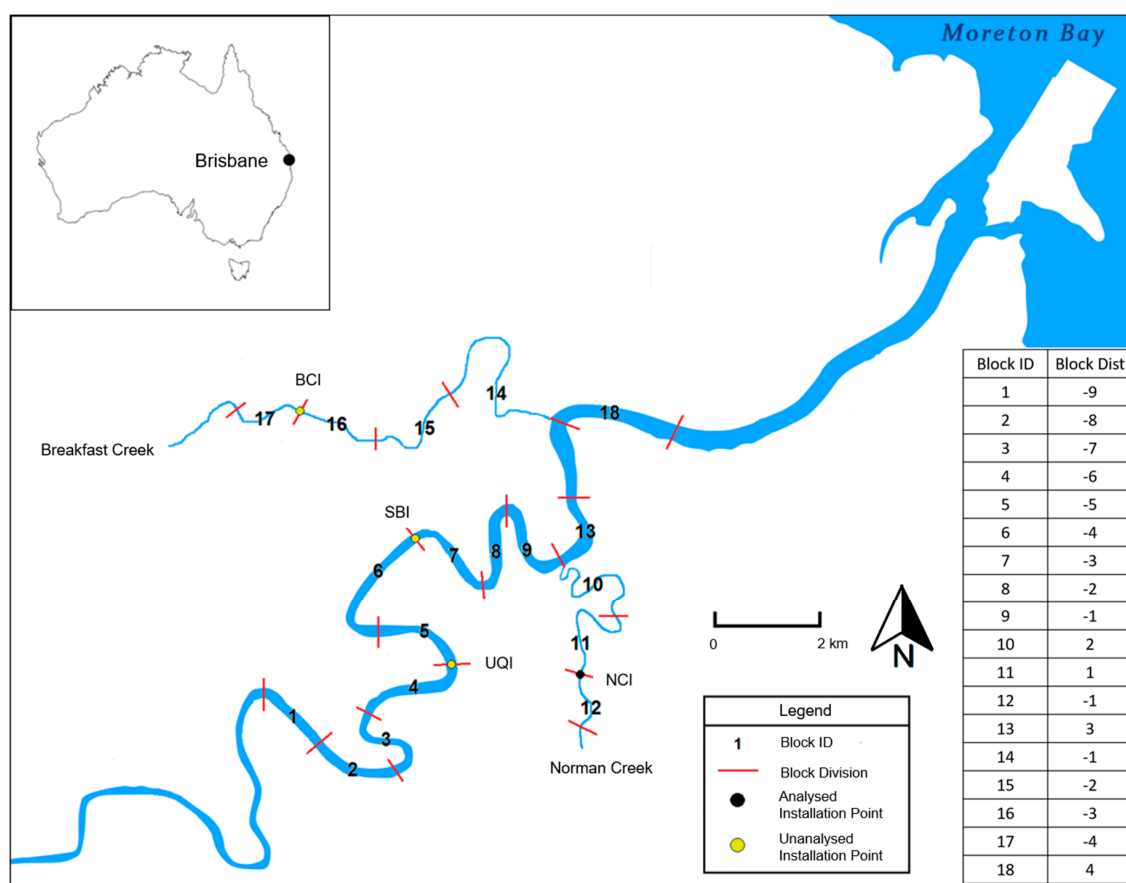 Moreton Bay
Brisbane
BCI
14
17
16
15
18
Breakfast Creek
SBI
13
7
8
9
6
10
5
11
UQI
NCI
4
12
1
3
2
Norman Creek
0 2 km
N
Legend
1 Block ID
Block Division
Analysed
Installation Point
Unanalysed
Installation Point
Block ID Block Dist
1 -9
2 -8
3 -7
4 -6
5 -5
6 -4
7 -3
8 -2
9 -1
10 2
11 1
12 -1
13 3
14 -1
15 -2
16 -3
17 -4
18 4